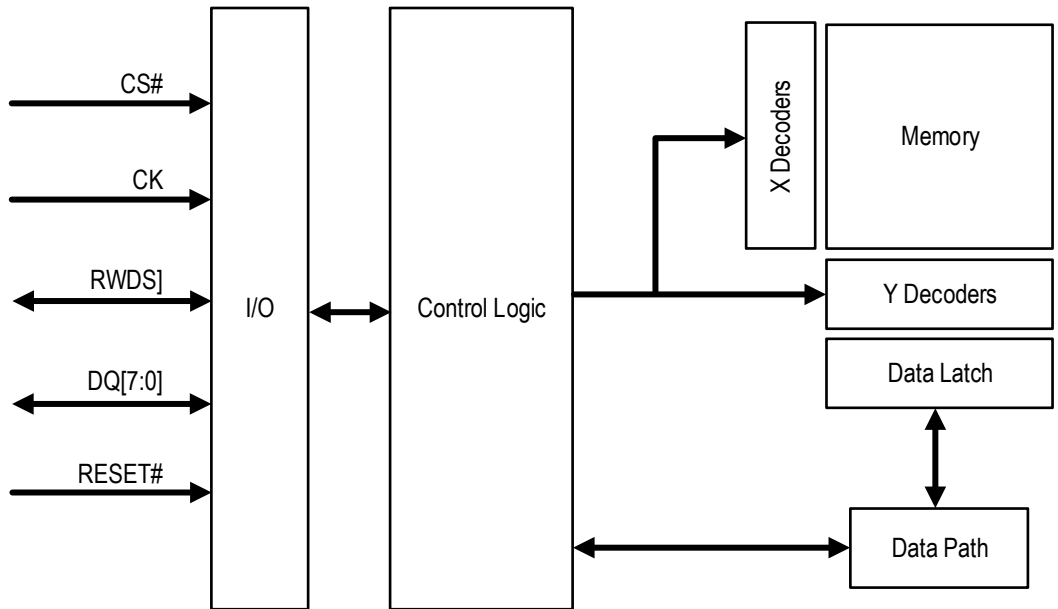 CS#
CK
RWDS]
DQ[7:0]
RESET#
I/O
Control Logic
X Decoders
Memory
Y Decoders
Data Latch
Data Path